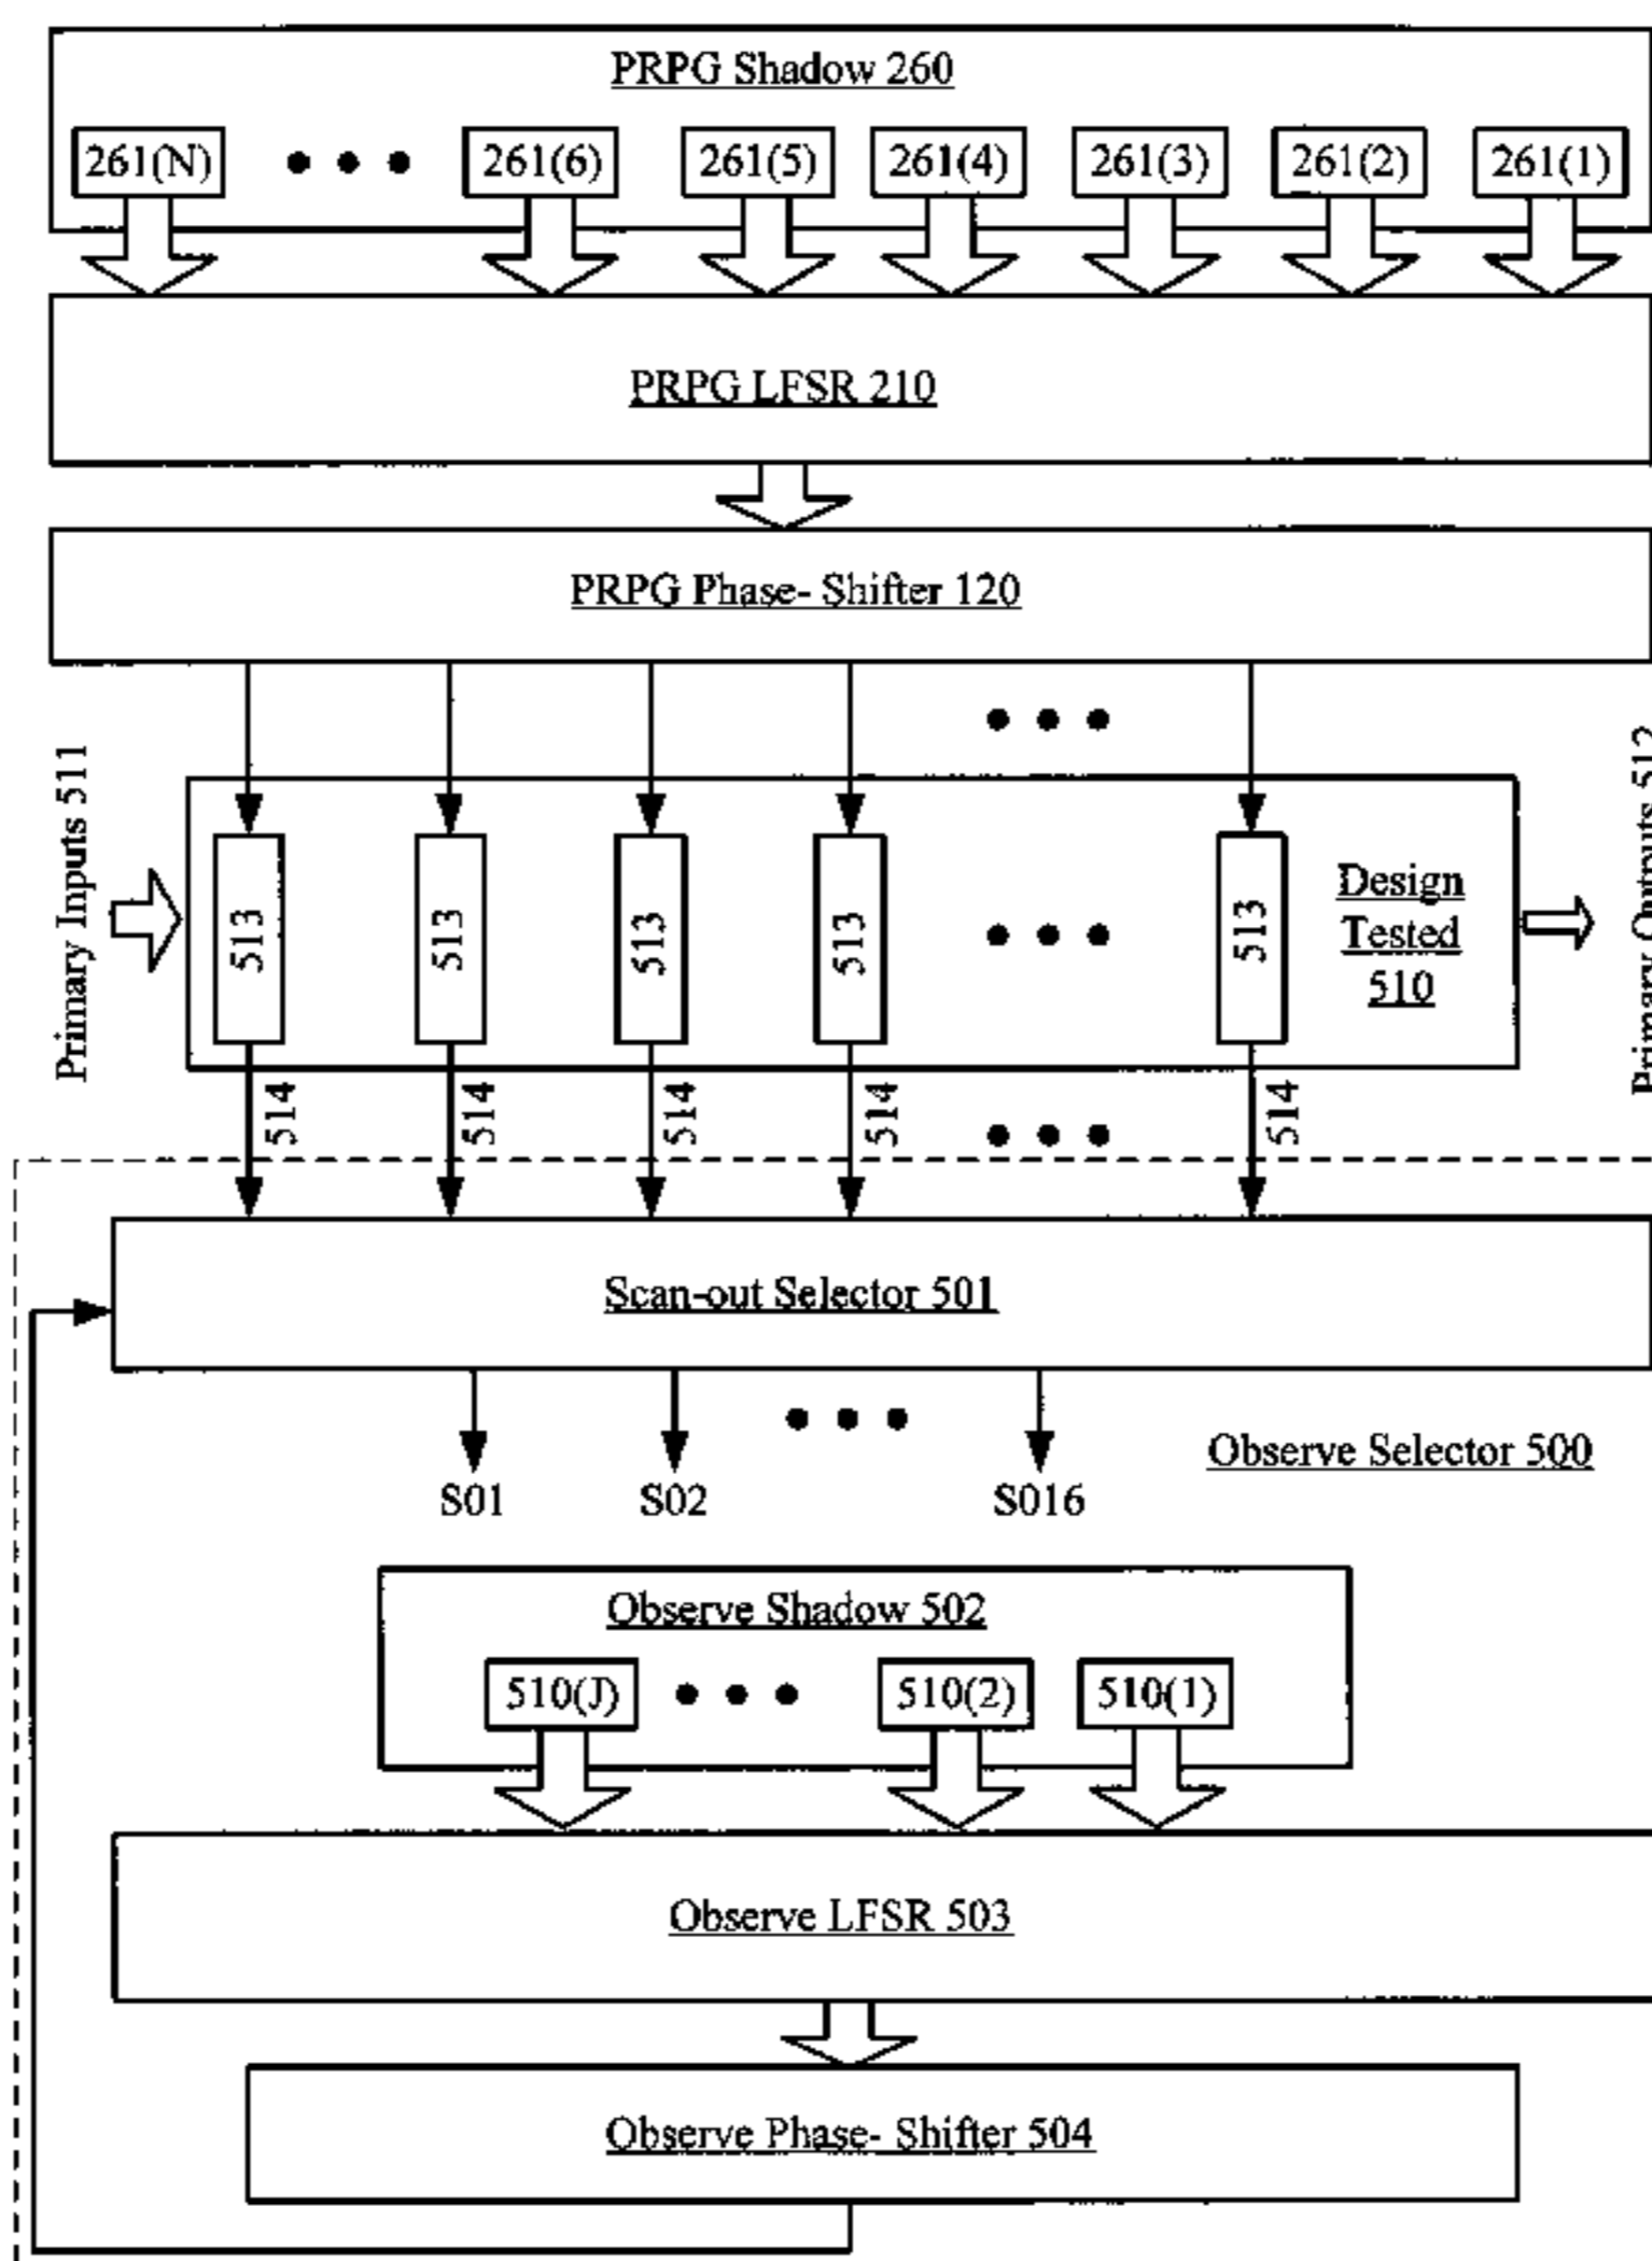 PRPG Shadow 260
261(N) 261(6) 261(5) 261(4) 261(3) 261(2) 261(1)
PRPG LFSR 210
PRPG Phase- Shifter 120
Primary Inputs 511
513 513 513 513 513
Design
Tested
510
Primary Outputs 512
514 514 514 514 514
Scan-out Selector 501
S01 S02 S016
Observe Selector 500
Observe Shadow 502
510(J) 510(2) 510(1)
Observe LFSR 503
Observe Phase- Shifter 504